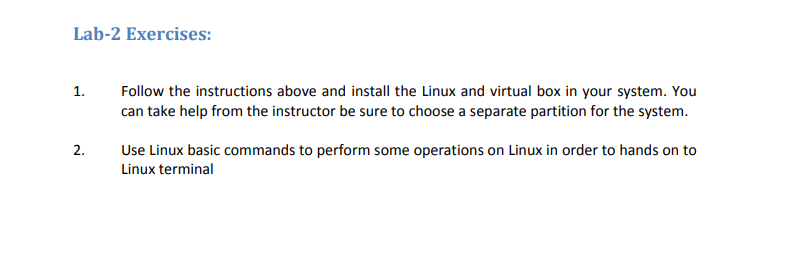 Lab-2 Exercises:
1. Follow the instructions above and install the Linux and virtual box in your system. You
can take help from the instructor be sure to choose a separate partition for the system.
2. Use Linux basic commands to perform some operations on Linux in order to hands on to
Linux terminal